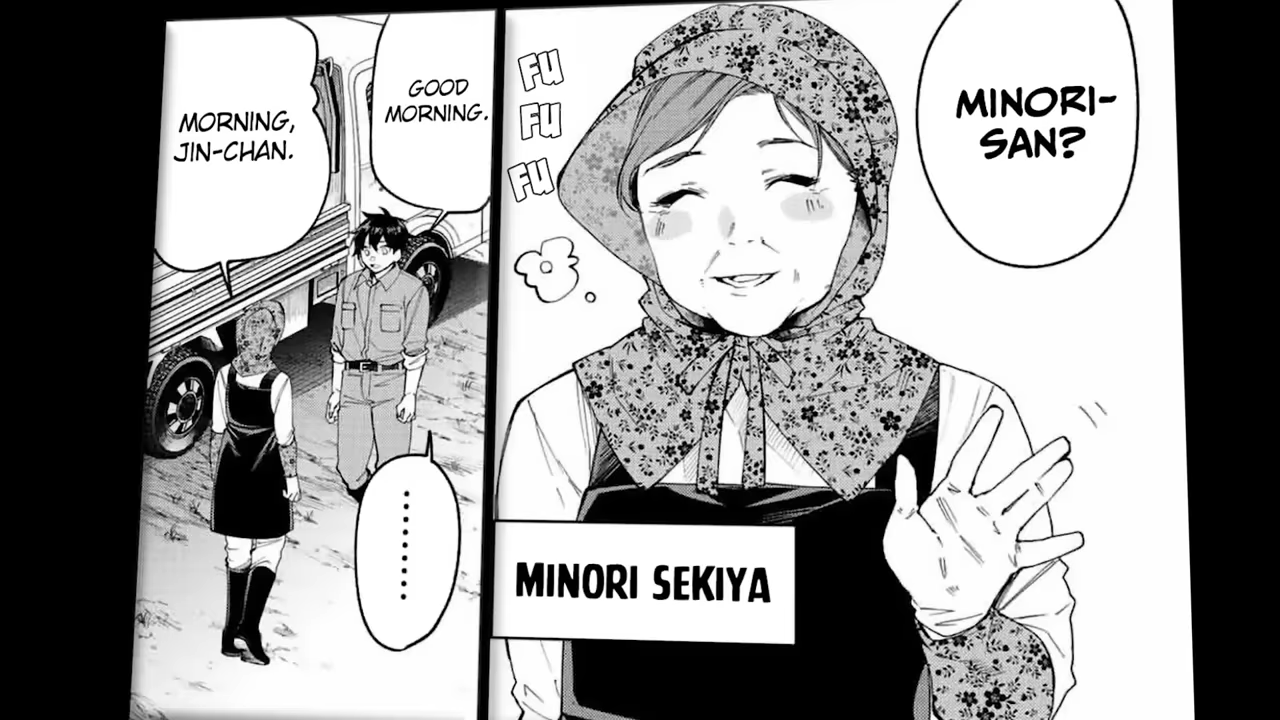 MINORI-
SAN?
FU
FU
FU
MINORI SEKIYA
GOOD
MORNING.
MORNING,
JIN-CHAN.
........